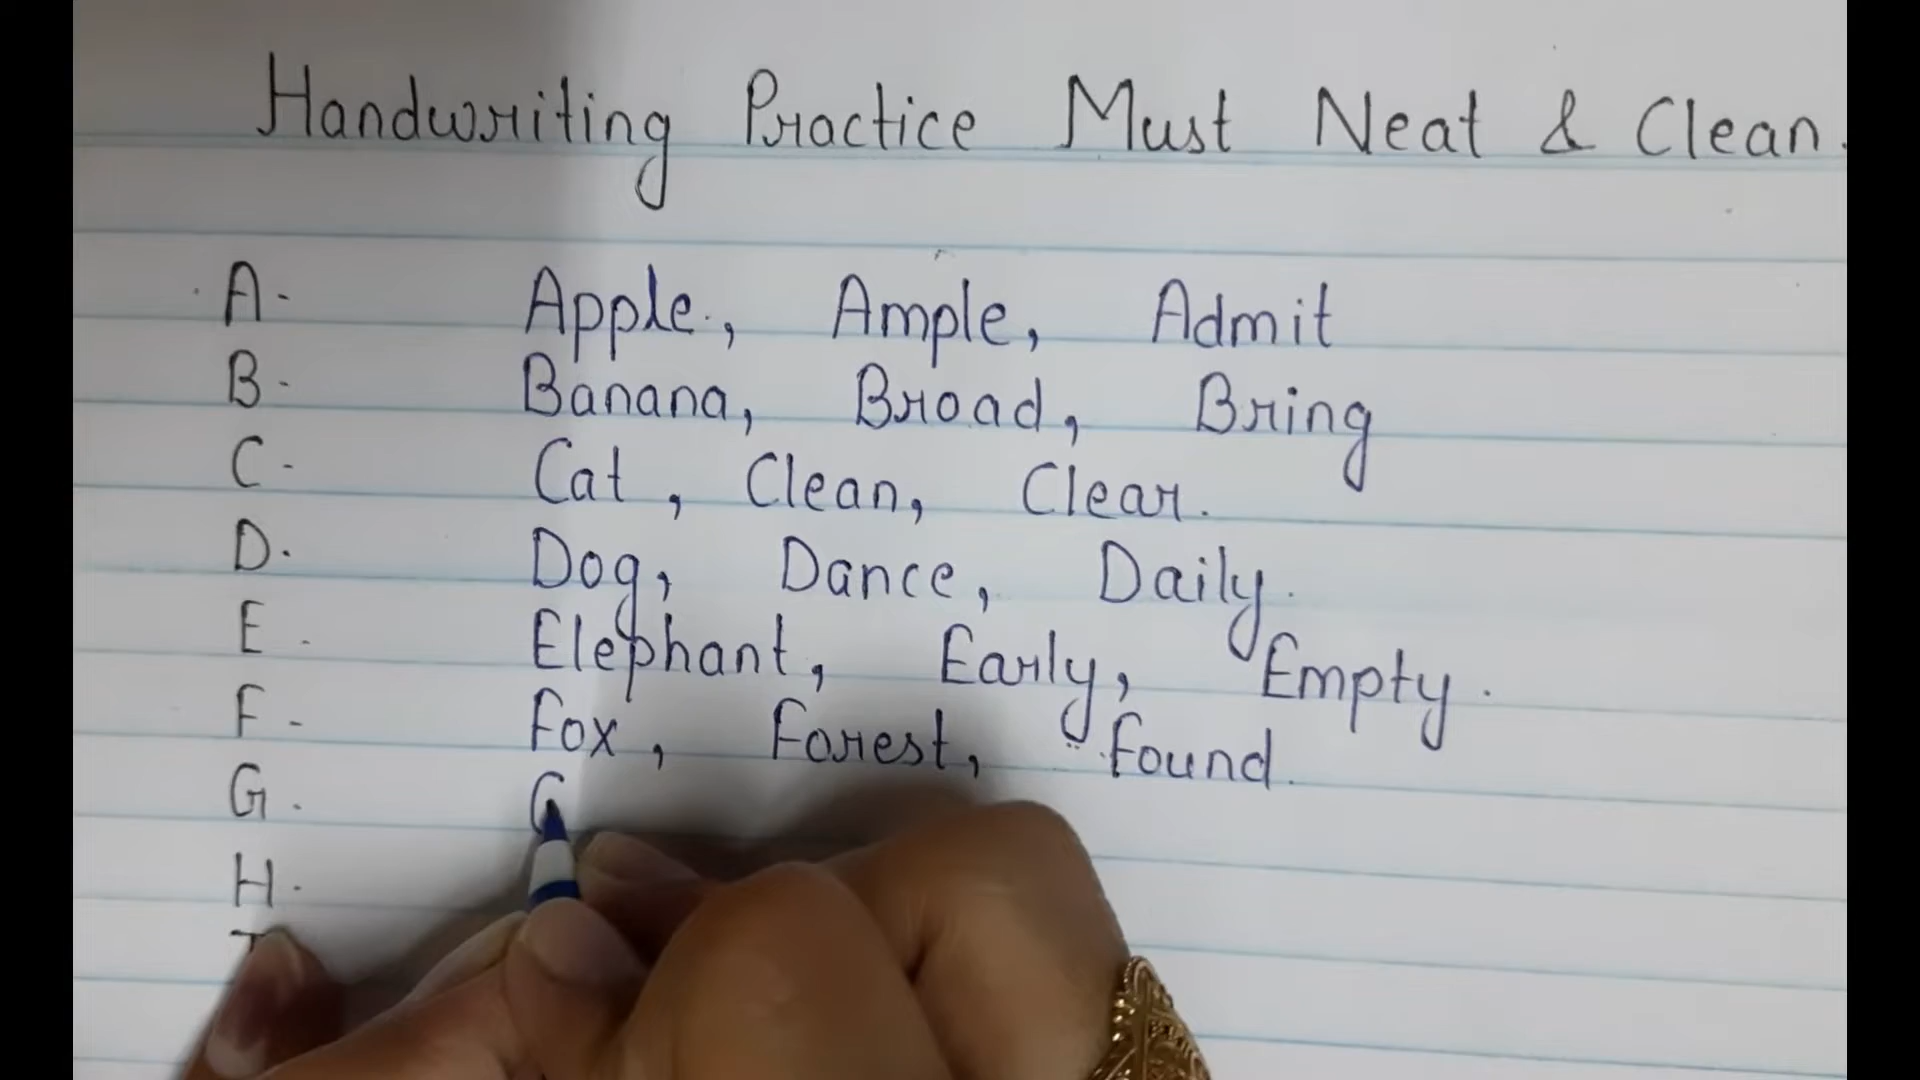 Handwriting Practice Must Neat & Clean.
A- Apple., Ample, Admit
B- Banana, Broad, Bring
C- Cat, Clean, Clear.
D. Dog, Dance, Daily.
E. Elephant, Early, Empty.
F- Fox, Forest, found.
G. G
H.